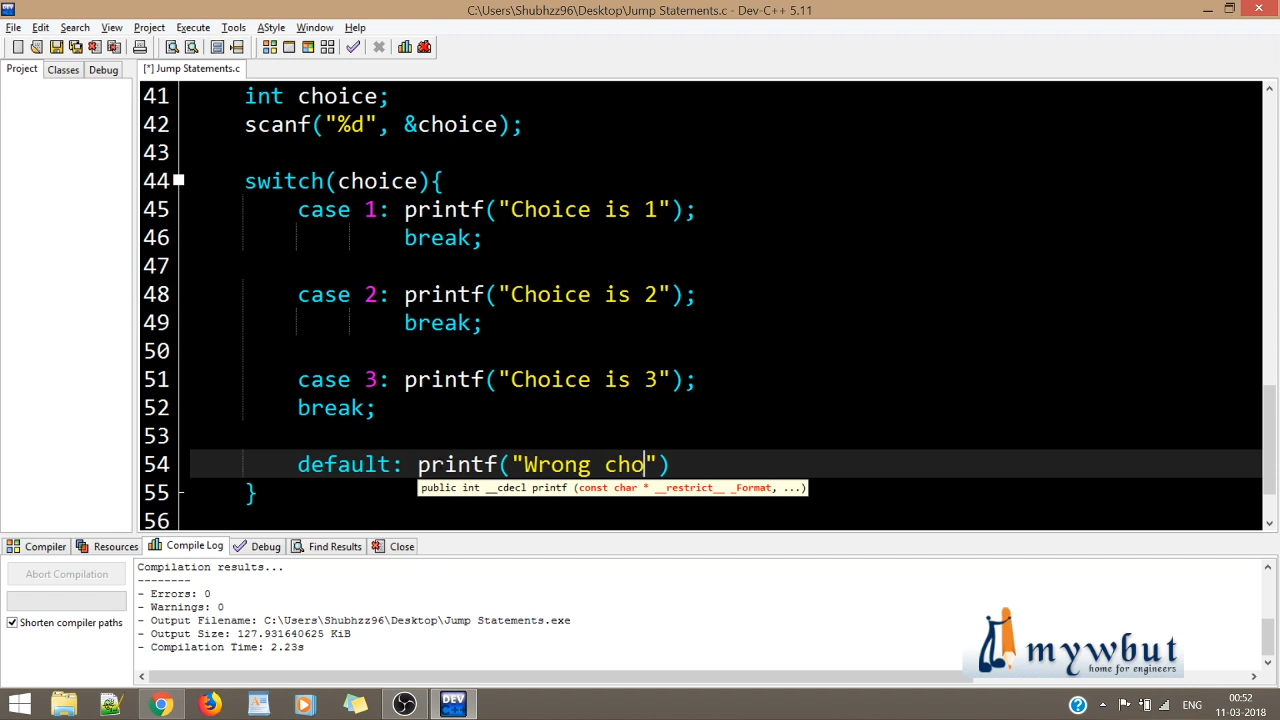 C:\Users\Shubhzz96\Desktop\Jump Statements.c - Dev-C++ 5.11
File Edit Search View Project Execute Tools AStyle Window Help
Project Classes Debug [*] Jump Statements.c
41 int choice;
42 scanf("%d", &choice);
43
44 switch(choice){
45 case 1: printf("Choice is 1");
46 break;
47
48 case 2: printf("Choice is 2");
49 break;
50
51 case 3: printf("Choice is 3");
52 break;
53
54 default: printf("Wrong cho")
public int __cdecl printf (const char * __restrict__ _Format, ...)
55 }
56
Compiler Resources Compile Log Debug Find Results Close
Abort Compilation
Shorten compiler paths
Compilation results...
--------
- Errors: 0
- Warnings: 0
- Output Filename: C:\Users\Shubhzz96\Desktop\Jump Statements.exe
- Output Size: 127.931640625 KiB
- Compilation Time: 2.23s
mywbut
home for engineers
DEV
ENG
00:52
11-03-2018